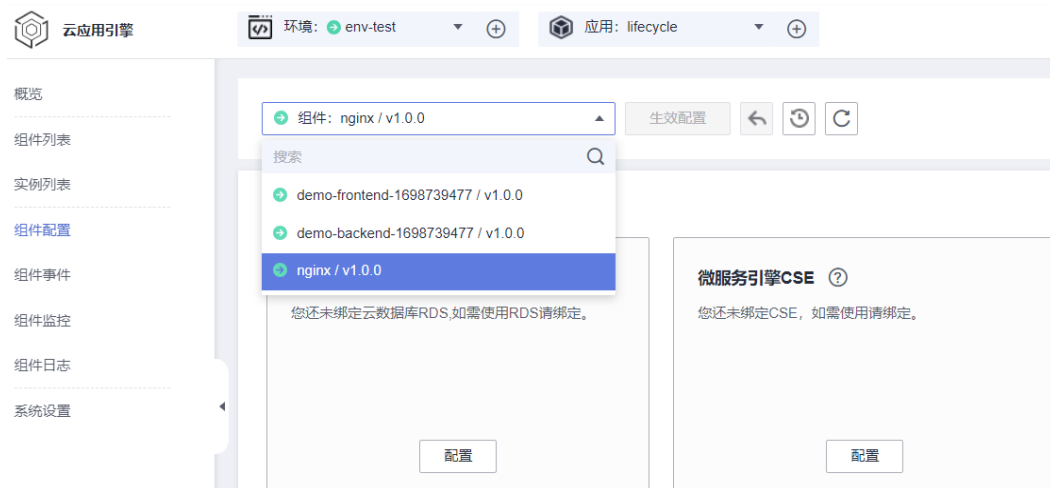 云应用引擎
环境：env-test
应用：lifecycle
概览
组件列表
实例列表
组件配置
组件事件
组件监控
组件日志
系统设置
组件：nginx / v1.0.0
生效配置
搜索
demo-frontend-1698739477 / v1.0.0
demo-backend-1698739477 / v1.0.0
nginx / v1.0.0
您还未绑定云数据库RDS,如需使用RDS请绑定。
配置
微服务引擎CSE
您还未绑定CSE，如需使用请绑定。
配置